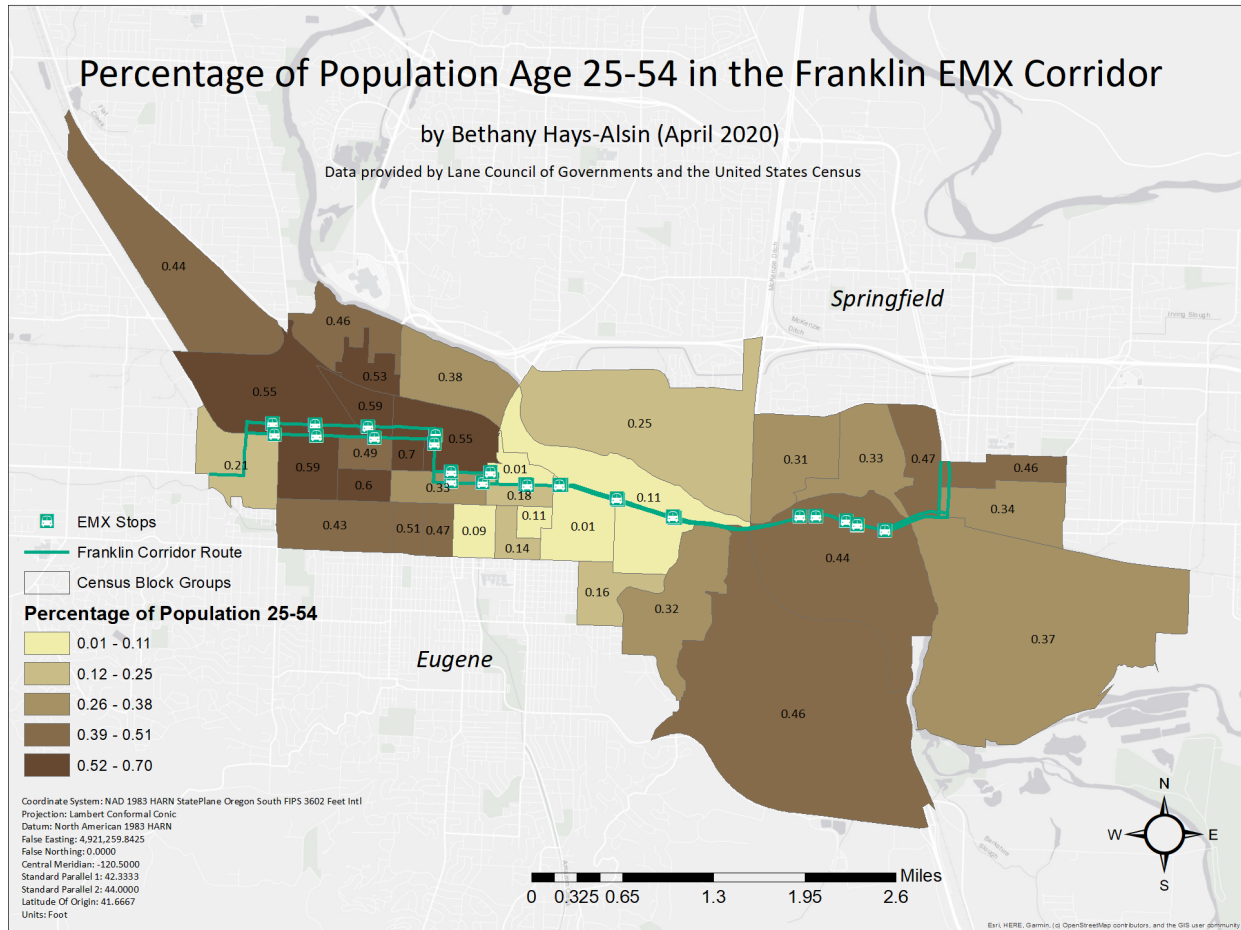 Percentage of Population Age 25-54 in the Franklin EMX Corridor
by Bethany Hays-Alsin (April 2020)
Data provided by Lane Council of Governments and the United States Census
Flat Creek
McKenzie Ditch
McKenzie Ditch
Irving Slough
Springfield
0.44
0.46
0.53
0.38
0.55
0.59
0.25
0.55
0.49
0.7
0.31
0.33
0.47
0.46
0.21
0.59
0.6
0.33
0.01
0.18
0.11
0.34
0.43
0.51
0.47
0.09
0.11
0.14
0.01
0.44
0.16
0.32
0.37
0.46
Eugene
EMX Stops
Franklin Corridor Route
Census Block Groups
Percentage of Population 25-54
0.01 - 0.11
0.12 - 0.25
0.26 - 0.38
0.39 - 0.51
0.52 - 0.70
Coordinate System: NAD 1983 HARN StatePlane Oregon South FIPS 3602 Feet Intl
Projection: Lambert Conformal Conic
Datum: North American 1983 HARN
False Easting: 4,921,259.8425
False Northing: 0.0000
Central Meridian: -120.5000
Standard Parallel 1: 42.3333
Standard Parallel 2: 44.0000
Latitude Of Origin: 41.6667
Units: Foot
Miles
0 0.325 0.65 1.3 1.95 2.6
N
W E
S
Esri, HERE, Garmin, (c) OpenStreetMap contributors, and the GIS user community